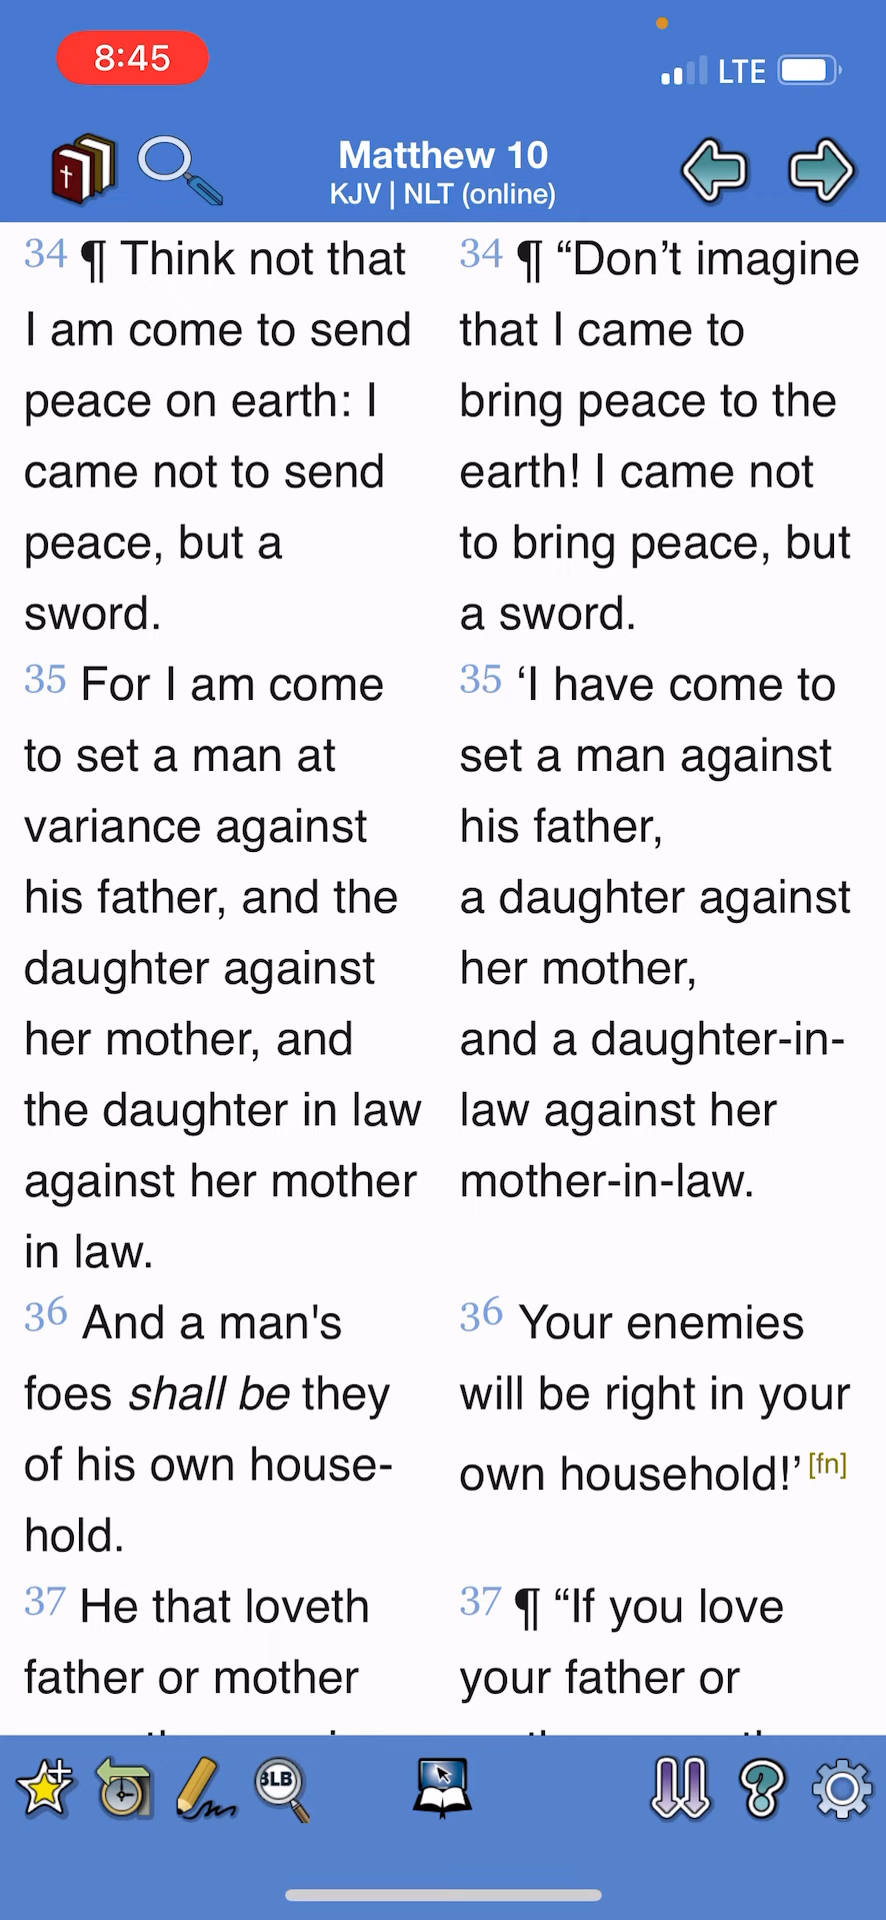 8:45
LTE
Matthew 10
KJV | NLT (online)
34 ¶ Think not that
I am come to send
peace on earth: I
came not to send
peace, but a
sword.
35 For I am come
to set a man at
variance against
his father, and the
daughter against
her mother, and
the daughter in law
against her mother
in law.
36 And a man's
foes shall be they
of his own house-
hold.
37 He that loveth
father or mother
34 ¶ “Don’t imagine
that I came to
bring peace to the
earth! I came not
to bring peace, but
a sword.
35 ‘I have come to
set a man against
his father,
a daughter against
her mother,
and a daughter-in-
law against her
mother-in-law.
36 Your enemies
will be right in your
own household!’ [fn]
37 ¶ “If you love
your father or
BLB